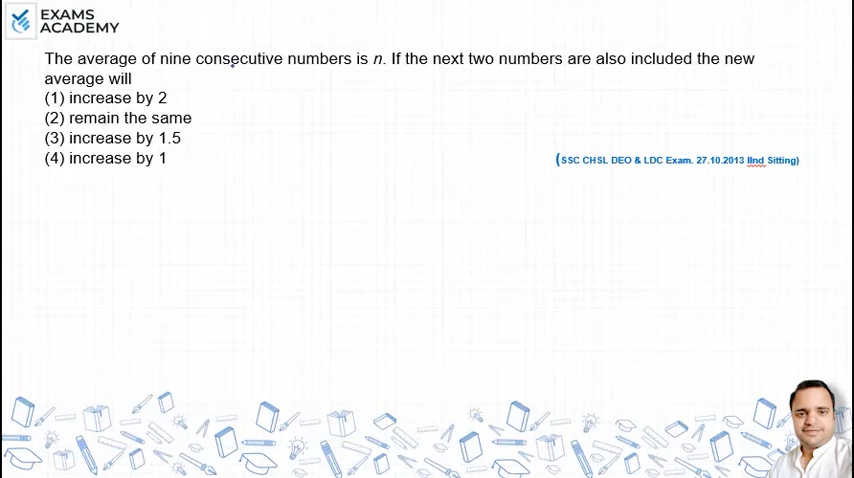 EXAMS
ACADEMY
The average of nine consecutive numbers is n. If the next two numbers are also included the new
average will
(1) increase by 2
(2) remain the same
(3) increase by 1.5
(4) increase by 1
(SSC CHSL DEO & LDC Exam. 27.10.2013 IInd Sitting)